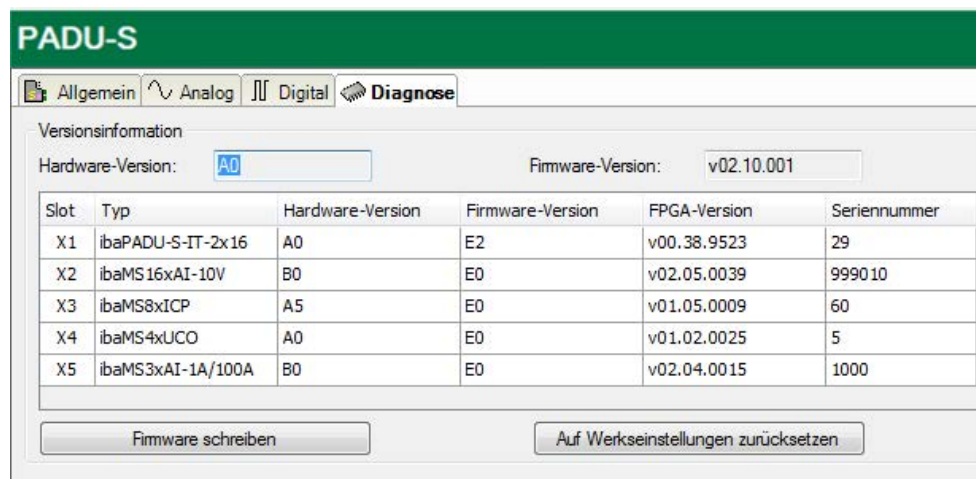 PADU-S
Allgemein Analog Digital Diagnose
Versionsinformation
Hardware-Version: A0 Firmware-Version: v02.10.001
Slot Typ Hardware-Version Firmware-Version FPGA-Version Seriennummer
X1 ibaPADU-S-IT-2x16 A0 E2 v00.38.9523 29
X2 ibaMS16xAI-10V B0 E0 v02.05.0039 999010
X3 ibaMS8xICP A5 E0 v01.05.0009 60
X4 ibaMS4xUCO A0 E0 v01.02.0025 5
X5 ibaMS3xAI-1A/100A B0 E0 v02.04.0015 1000
Firmware schreiben Auf Werkseinstellungen zurücksetzen